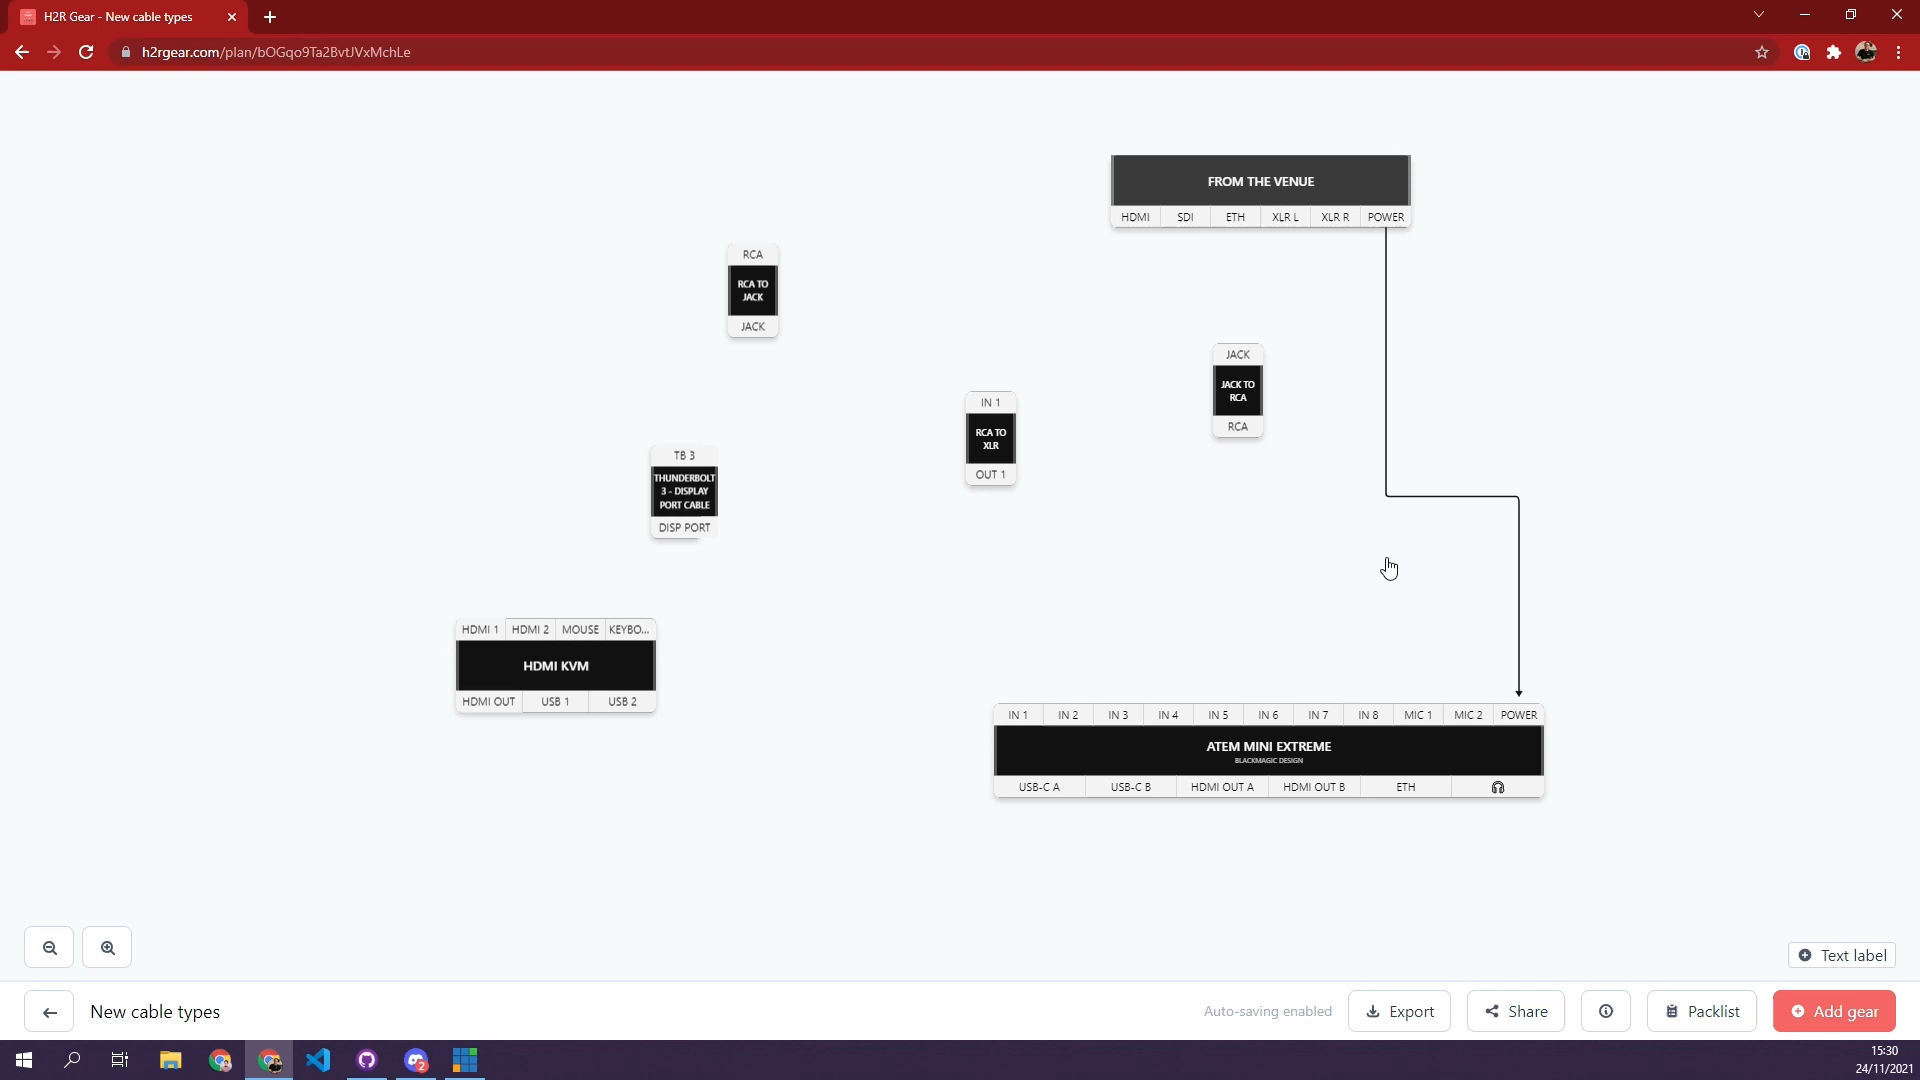 H2R Gear - New cable types
h2rgear.com/plan/bOGqo9Ta2BvtJVxMchLe
FROM THE VENUE
HDMI SDI ETH XLR L XLR R POWER
RCA
RCA TO
JACK
JACK
JACK
JACK TO
RCA
RCA
IN 1
RCA TO
XLR
OUT 1
TB 3
THUNDERBOLT
3 - DISPLAY
PORT CABLE
DISP PORT
HDMI 1 HDMI 2 MOUSE KEYBO...
HDMI KVM
HDMI OUT USB 1 USB 2
IN 1 IN 2 IN 3 IN 4 IN 5 IN 6 IN 7 IN 8 MIC 1 MIC 2 POWER
ATEM MINI EXTREME
BLACKMAGIC DESIGN
USB-C A USB-C B HDMI OUT A HDMI OUT B ETH
Text label
New cable types
Auto-saving enabled
Export
Share
Packlist
Add gear
2
15:30
24/11/2021